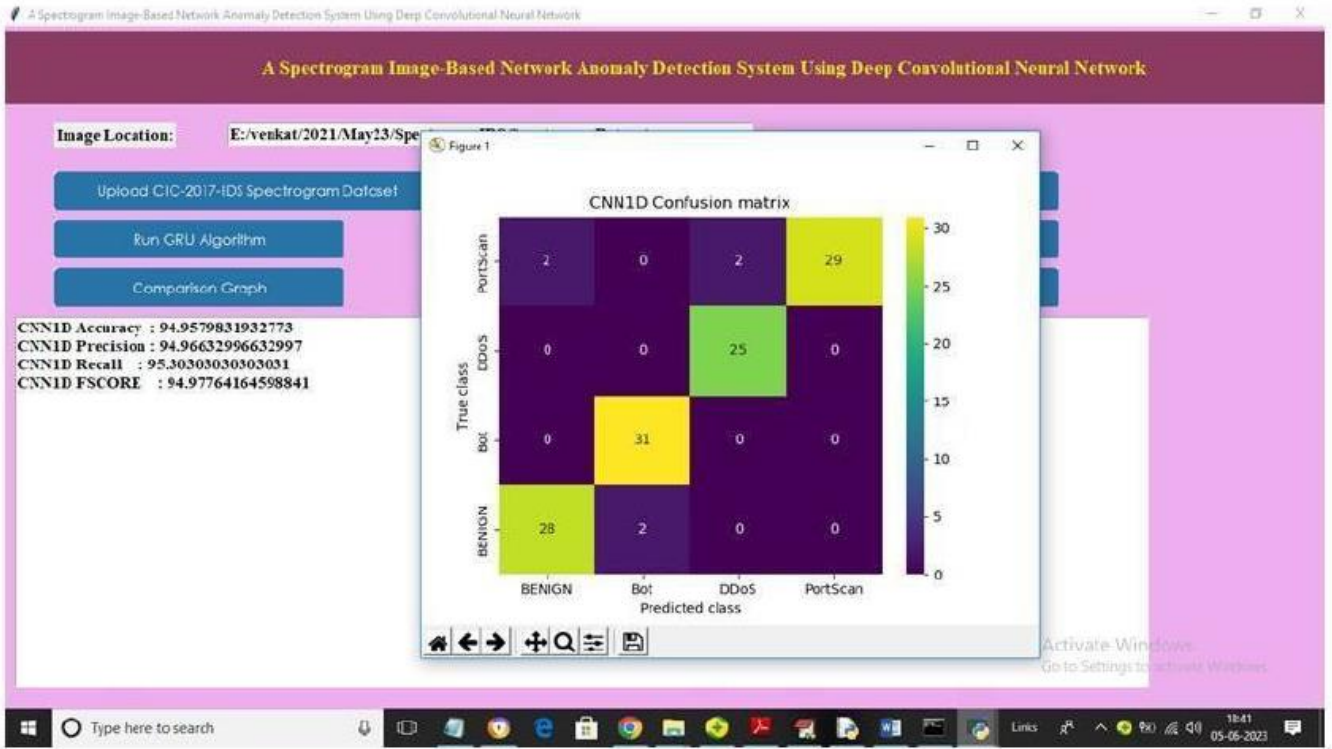 A Spectrogram Image-Based Network Anomaly Detection System Using Deep Convolutional Neural Network
A Spectrogram Image-Based Network Anomaly Detection System Using Deep Convolutional Neural Network
Image Location:
E:/venkat/2021/May23/Spe
Upload CIC-2017-IDS Spectrogram Dataset
Run GRU Algorithm
Comparison Graph
CNN1D Accuracy : 94.9579831932773
CNN1D Precision : 94.96632996632997
CNN1D Recall : 95.30303030303031
CNN1D FSCORE : 94.97764164598841
Figure 1
CNN1D Confusion matrix
True class
PortScan 2 0 2 29
DDoS 0 0 25 0
Bot 0 31 0 0
BENIGN 28 2 0 0
BENIGN Bot DDoS PortScan
Predicted class
30
25
20
15
10
5
0
Activate Windows
Go to Settings to activate Windows.
Type here to search
Links
18:41
05-06-2023